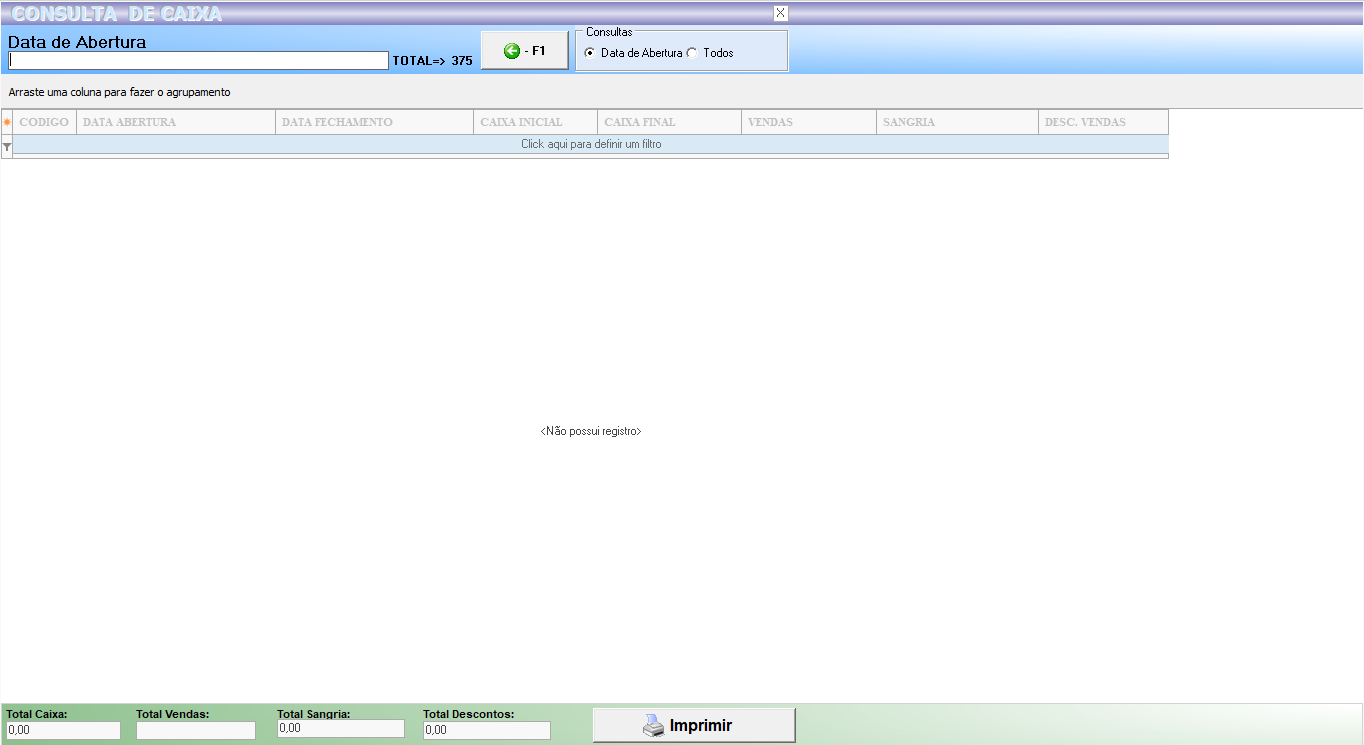 CONSULTA DE CAIXA
X
Data de Abertura
TOTAL=> 375
- F1
Consultas
Data de Abertura
Todos
Arraste uma coluna para fazer o agrupamento
CODIGO DATA ABERTURA DATA FECHAMENTO CAIXA INICIAL CAIXA FINAL VENDAS SANGRIA DESC. VENDAS
Click aqui para definir um filtro
<Não possui registro>
Total Caixa: Total Vendas: Total Sangria: Total Descontos:
0,00 0,00 0,00
Imprimir